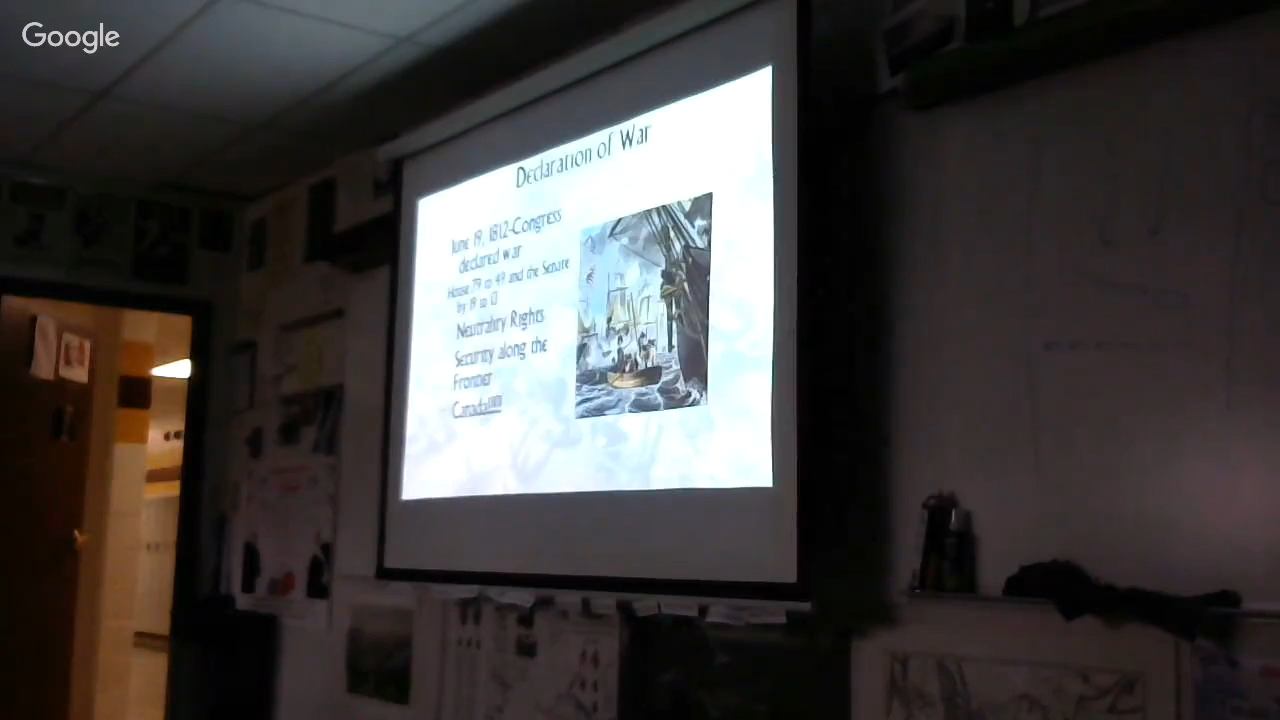 Google
Declaration of War
June 19, 1812-Congress
declared war
House 79 to 49 and the Senate
by 19 to 13
Neutrality Rights
Security along the
Frontier
Canada!!!!